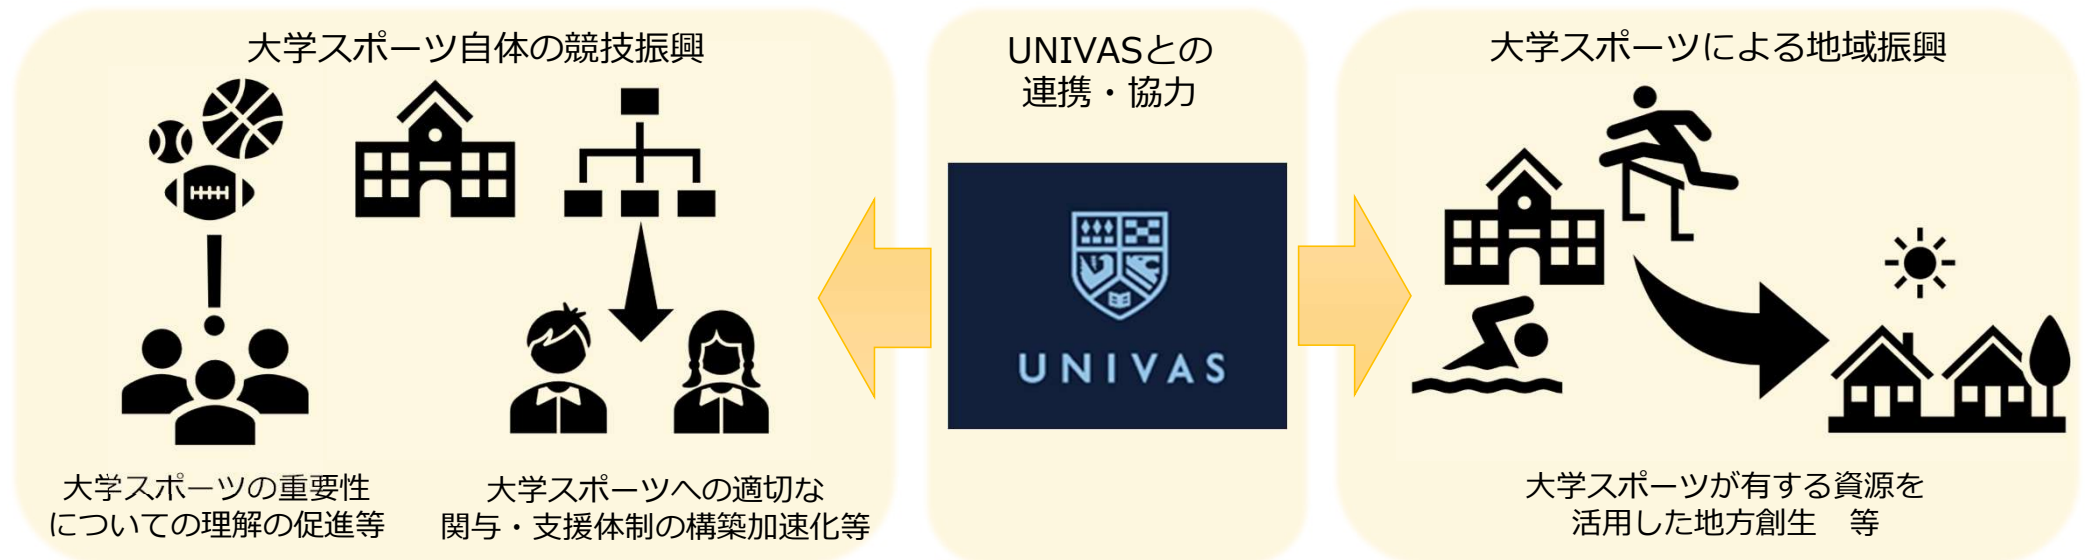 大学スポーツ自体の競技振興
大学スポーツの重要性
についての理解の促進等
大学スポーツへの適切な
関与・支援体制の構築加速化等
UNIVASとの
連携・協力
UNIVAS
大学スポーツによる地域振興
大学スポーツが有する資源を
活用した地方創生　等